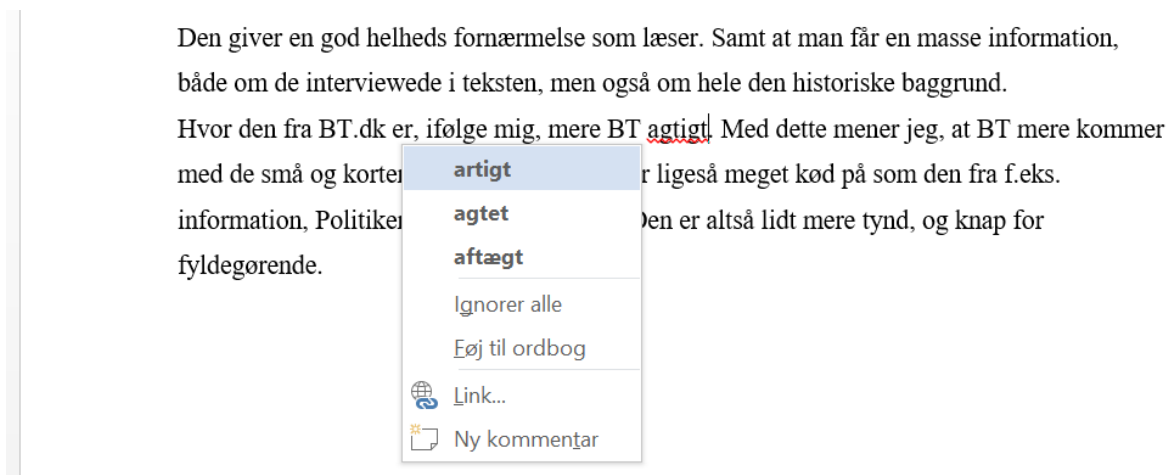 Den giver en god helheds fornærmelse som læser. Samt at man får en masse information,
både om de interviewede i teksten, men også om hele den historiske baggrund.
Hvor den fra BT.dk er, ifølge mig, mere BT agtigt. Med dette mener jeg, at BT mere kommer
med de små og korte r ligeså meget kød på som den fra f.eks.
information, Politiken en er altså lidt mere tynd, og knap for
fyldegørende.
artigt
agtet
aftægt
Ignorer alle
Føj til ordbog
Link...
Ny kommentar